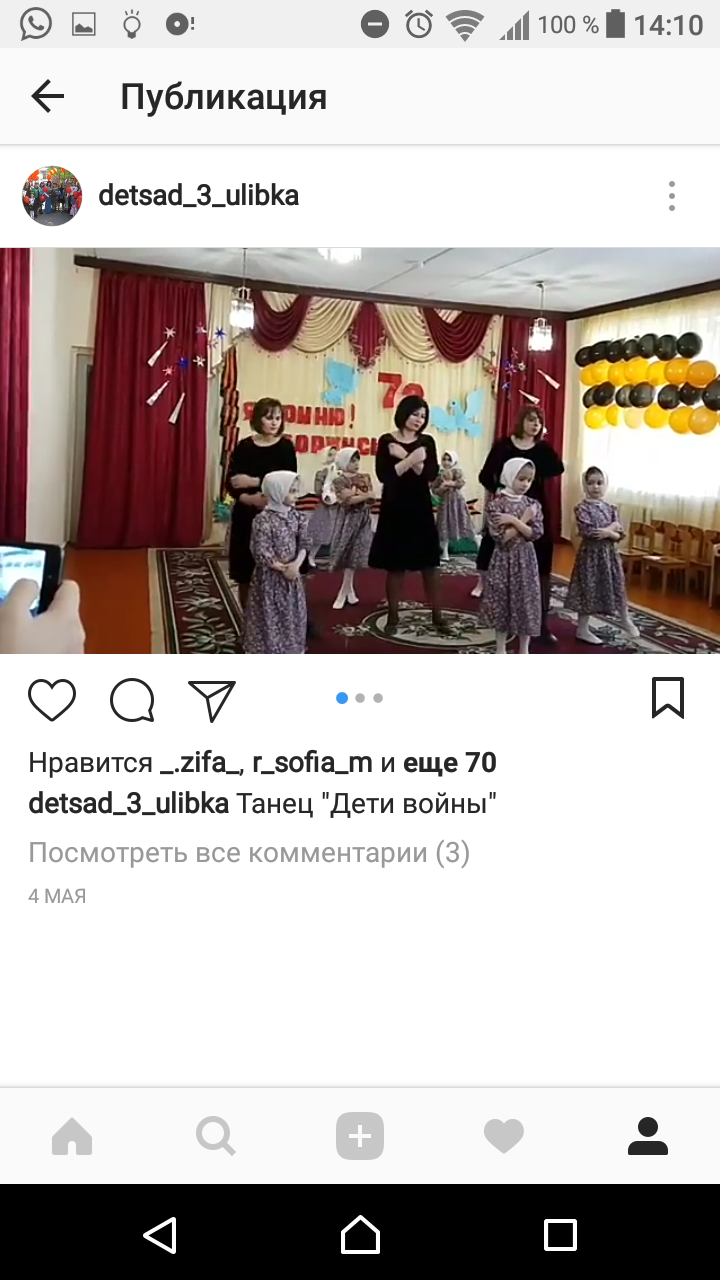 100 % 14:10
Публикация
detsad_3_ulibka
Нравится _.zifa_, r_sofia_m и еще 70
detsad_3_ulibka Танец "Дети войны"
Посмотреть все комментарии (3)
4 МАЯ